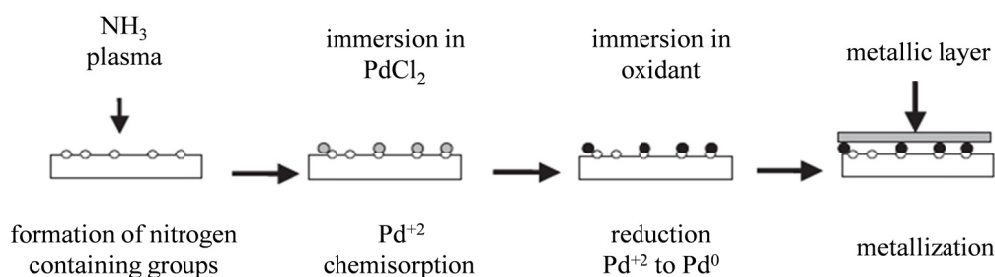 NH₃
plasma
immersion in
PdCl₂
immersion in
oxidant
metallic layer
formation of nitrogen
containing groups
Pd⁺²
chemisorption
reduction
Pd⁺² to Pd⁰
metallization